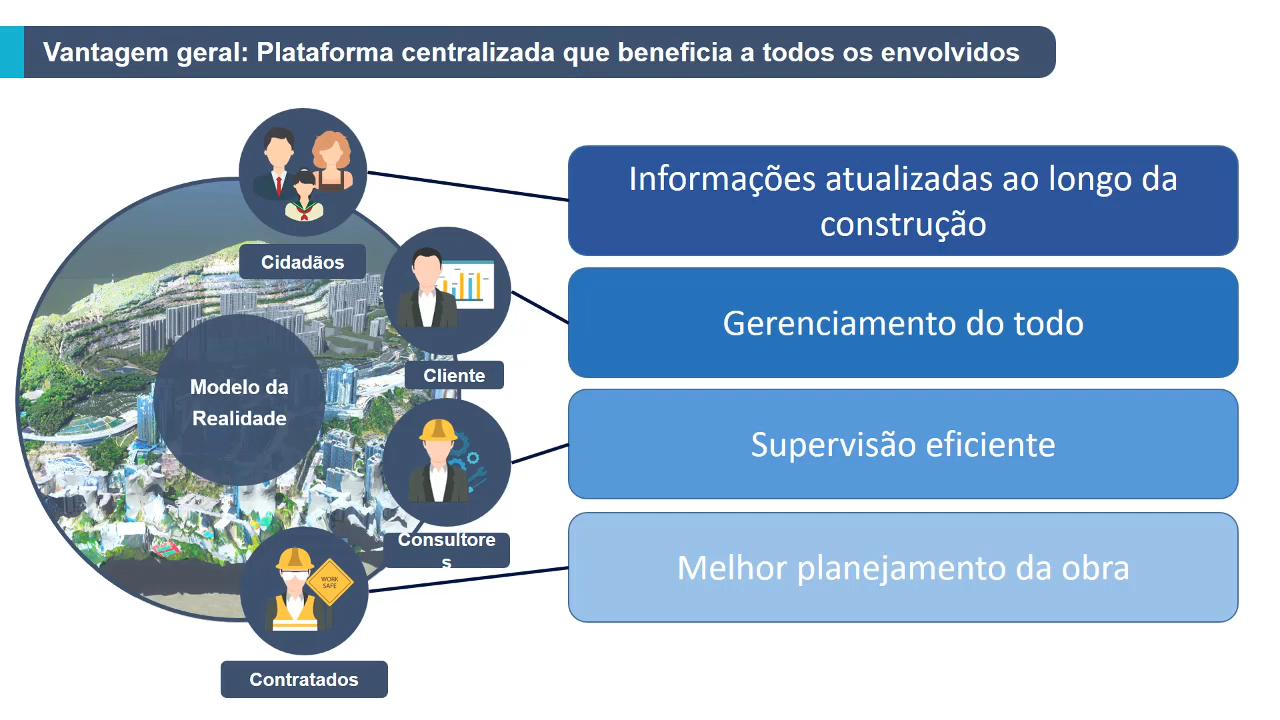 Vantagem geral: Plataforma centralizada que beneficia a todos os envolvidos
Cidadãos
Informações atualizadas ao longo da
construção
Cliente
Gerenciamento do todo
Modelo da
Realidade
Consultore
s
Supervisão eficiente
WORK
SAFE
Contratados
Melhor planejamento da obra